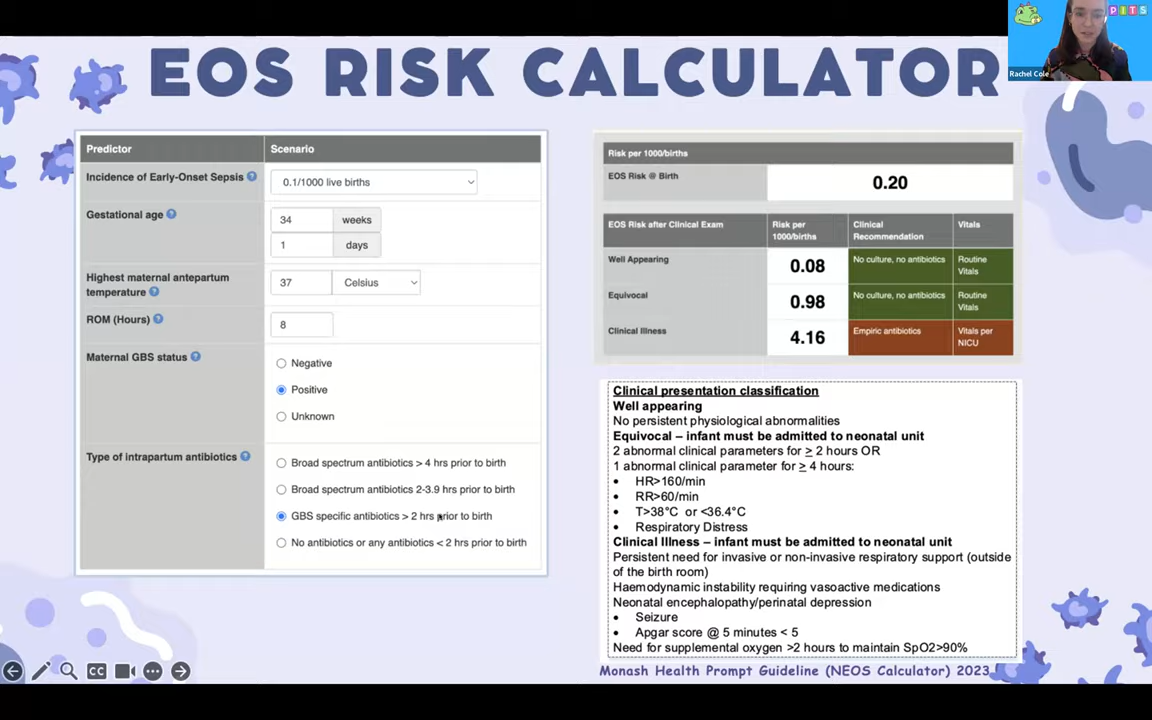 PITS
Rachel Cole
EOS RISK CALCULATOR
Predictor
Scenario
Incidence of Early-Onset Sepsis ?
0.1/1000 live births
Gestational age ?
34 weeks
1 days
Highest maternal antepartum
temperature ?
37 Celsius
ROM (Hours) ?
8
Maternal GBS status ?
Negative
Positive
Unknown
Type of intrapartum antibiotics ?
Broad spectrum antibiotics > 4 hrs prior to birth
Broad spectrum antibiotics 2-3.9 hrs prior to birth
GBS specific antibiotics > 2 hrs prior to birth
No antibiotics or any antibiotics < 2 hrs prior to birth
Risk per 1000/births
EOS Risk @ Birth 0.20
EOS Risk after Clinical Exam
Risk per
1000/births
Clinical
Recommendation
Vitals
Well Appearing
0.08
No culture, no antibiotics
Routine
Vitals
Equivocal
0.98
No culture, no antibiotics
Routine
Vitals
Clinical Illness
4.16
Empiric antibiotics
Vitals per
NICU
Clinical presentation classification
Well appearing
No persistent physiological abnormalities
Equivocal – infant must be admitted to neonatal unit
2 abnormal clinical parameters for ≥ 2 hours OR
1 abnormal clinical parameter for ≥ 4 hours:
• HR>160/min
• RR>60/min
• T>38°C or <36.4°C
• Respiratory Distress
Clinical Illness – infant must be admitted to neonatal unit
Persistent need for invasive or non-invasive respiratory support (outside
of the birth room)
Haemodynamic instability requiring vasoactive medications
Neonatal encephalopathy/perinatal depression
• Seizure
• Apgar score @ 5 minutes < 5
Need for supplemental oxygen >2 hours to maintain SpO2>90%
Monash Health Prompt Guideline (NEOS Calculator) 2023
CC